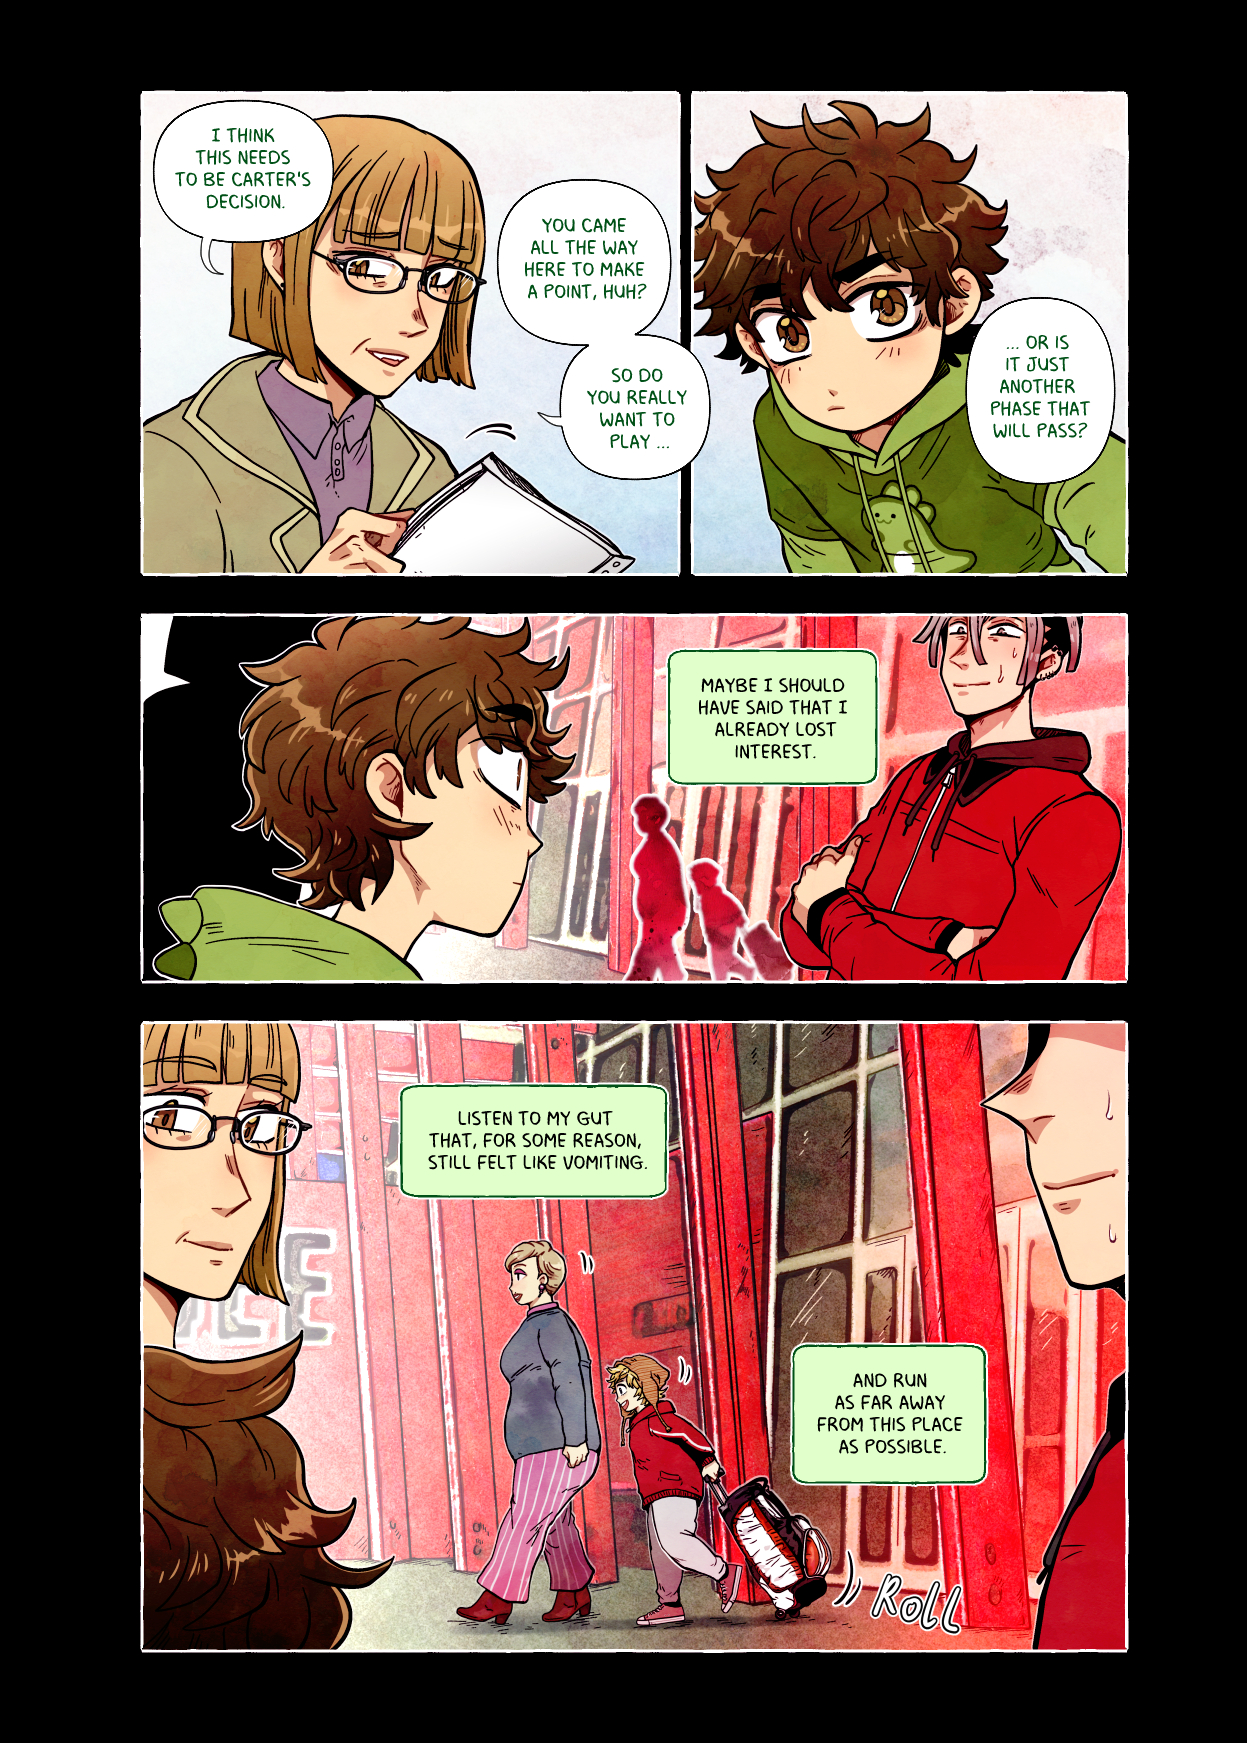 I THINK
THIS NEEDS
TO BE CARTER'S
DECISION.
YOU CAME
ALL THE WAY
HERE TO MAKE
A POINT, HUH?
SO DO
YOU REALLY
WANT TO
PLAY ...
... OR IS
IT JUST
ANOTHER
PHASE THAT
WILL PASS?
MAYBE I SHOULD
HAVE SAID THAT I
ALREADY LOST
INTEREST.
LISTEN TO MY GUT
THAT, FOR SOME REASON,
STILL FELT LIKE VOMITING.
AND RUN
AS FAR AWAY
FROM THIS PLACE
AS POSSIBLE.
ROLL